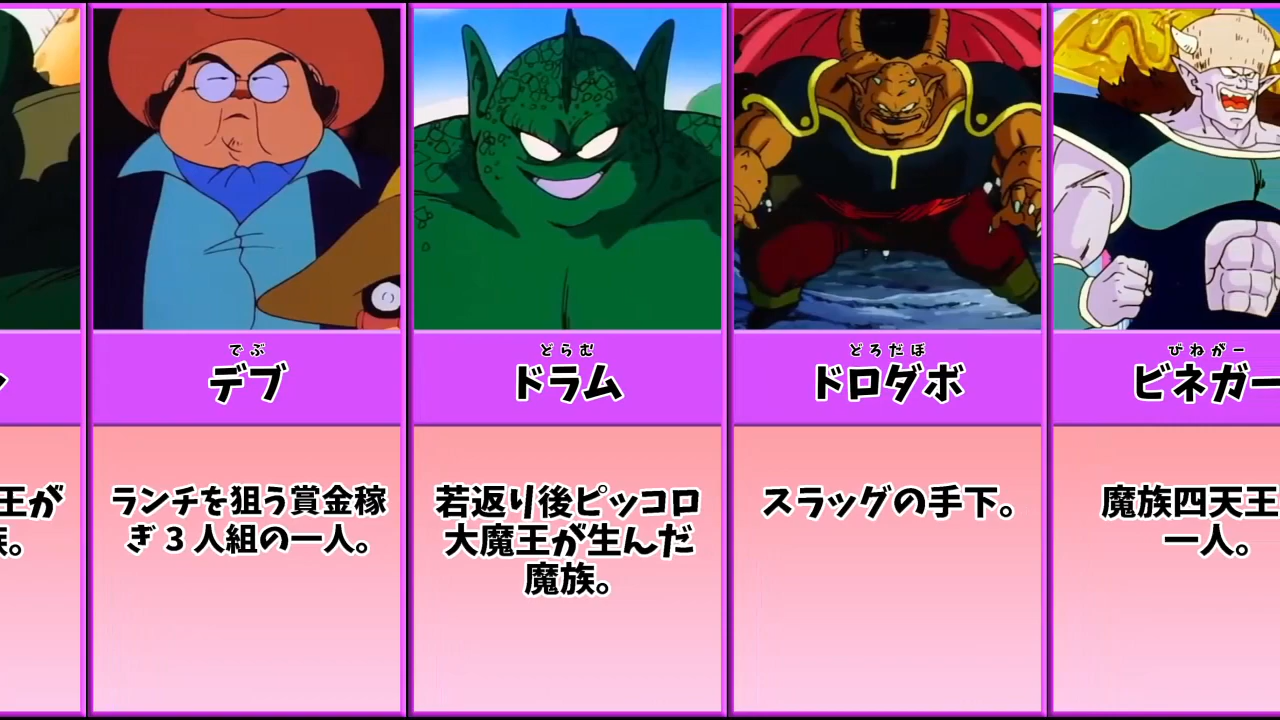 王が
。
でぶ
デブ
ランチを狙う賞金稼
ぎ３人組の一人。
どらむ
ドラム
若返り後ピッコロ
大魔王が生んだ
魔族。
どろだぼ
ドロダボ
スラッグの手下。
びねがー
ビネガー
魔族四天王
一人。